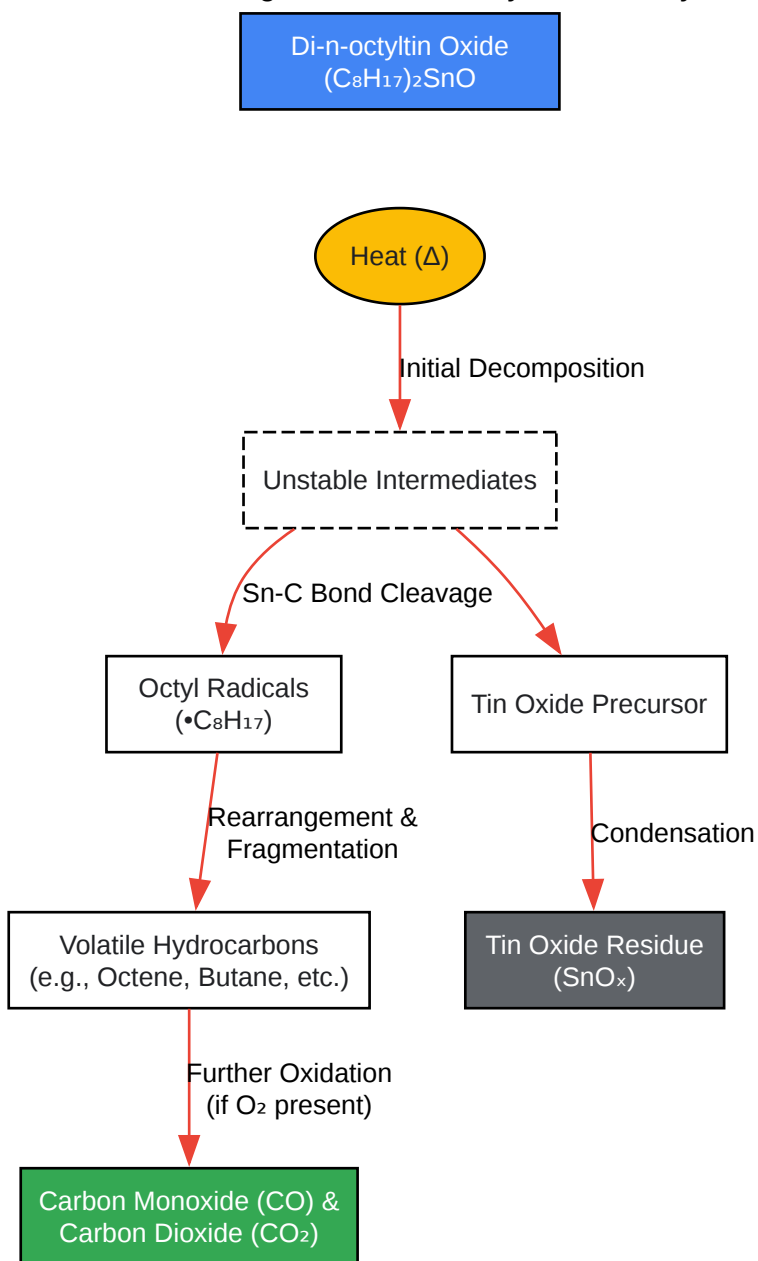 Di-n-octyltin Oxide
(C₈H₁₇)₂SnO
Heat (Δ)
Initial Decomposition
Unstable Intermediates
Sn-C Bond Cleavage
Octyl Radicals
(•C₈H₁₇)
Tin Oxide Precursor
Rearrangement &
Fragmentation
Condensation
Volatile Hydrocarbons
(e.g., Octene, Butane, etc.)
Tin Oxide Residue
(SnOₓ)
Further Oxidation
(if O₂ present)
Carbon Monoxide (CO) &
Carbon Dioxide (CO₂)